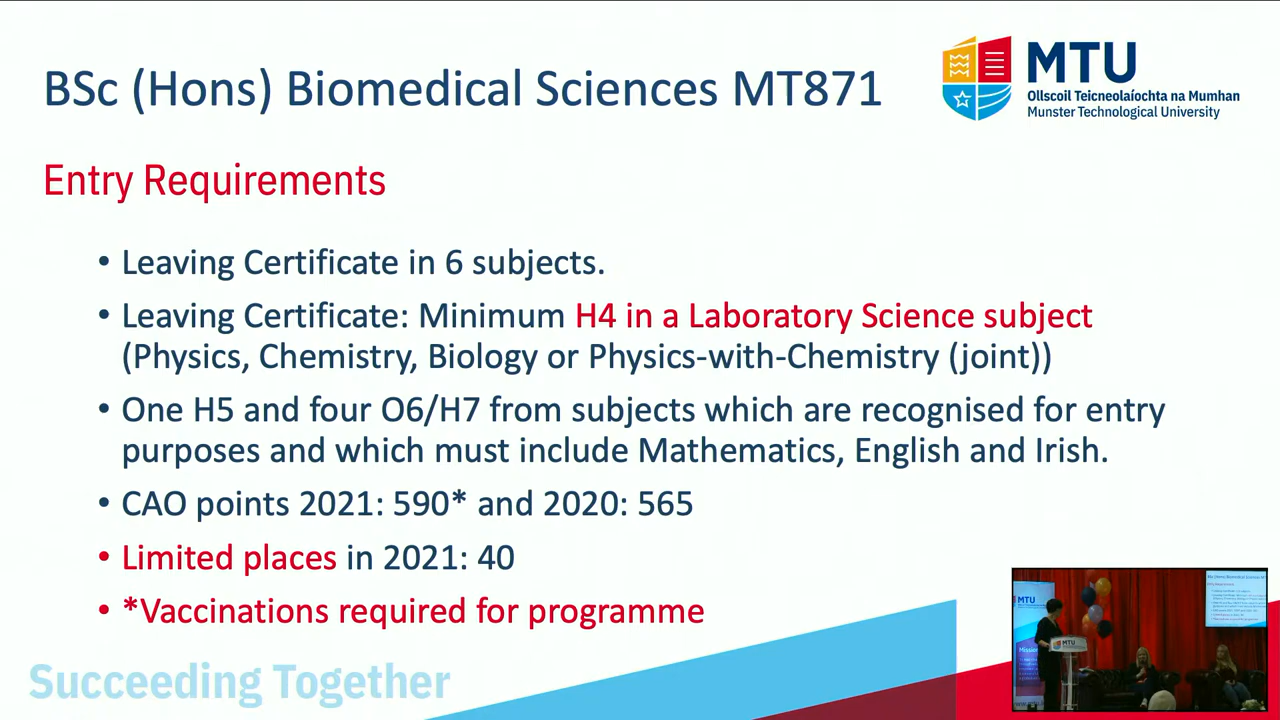 BSc (Hons) Biomedical Sciences MT871
MTU
Ollscoil Teicneolaíochta na Mumhan
Munster Technological University
Entry Requirements
• Leaving Certificate in 6 subjects.
• Leaving Certificate: Minimum H4 in a Laboratory Science subject
(Physics, Chemistry, Biology or Physics-with-Chemistry (joint))
• One H5 and four O6/H7 from subjects which are recognised for entry
purposes and which must include Mathematics, English and Irish.
• CAO points 2021: 590* and 2020: 565
• Limited places in 2021: 40
• *Vaccinations required for programme
Succeeding Together
MTU
MTU